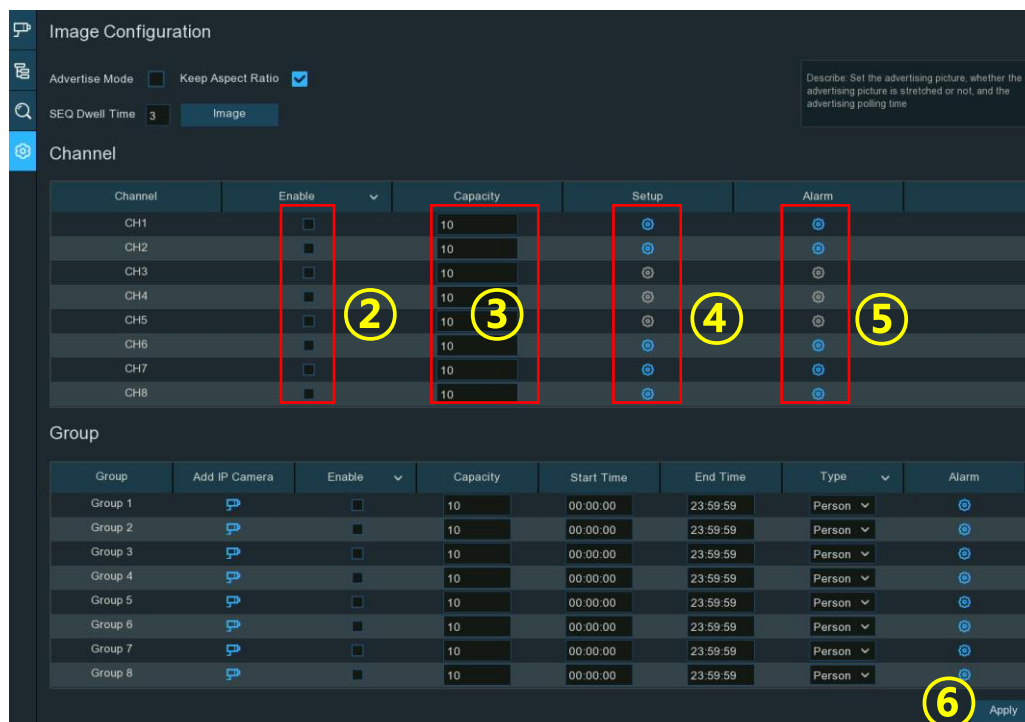 Image Configuration
Advertise Mode Keep Aspect Ratio
Describe: Set the advertising picture, whether the
advertising picture is stretched or not, and the
advertising polling time
SEQ Dwell Time 3 Image
Channel
Channel Enable Capacity Setup Alarm
CH1 10
CH2 10
CH3 10
CH4 10
CH5 10
CH6 10
CH7 10
CH8 10
② ③ ④ ⑤
Group
Group Add IP Camera Enable Capacity Start Time End Time Type Alarm
Group 1 10 00:00:00 23:59:59 Person
Group 2 10 00:00:00 23:59:59 Person
Group 3 10 00:00:00 23:59:59 Person
Group 4 10 00:00:00 23:59:59 Person
Group 5 10 00:00:00 23:59:59 Person
Group 6 10 00:00:00 23:59:59 Person
Group 7 10 00:00:00 23:59:59 Person
Group 8 10 00:00:00 23:59:59 Person
⑥ Apply